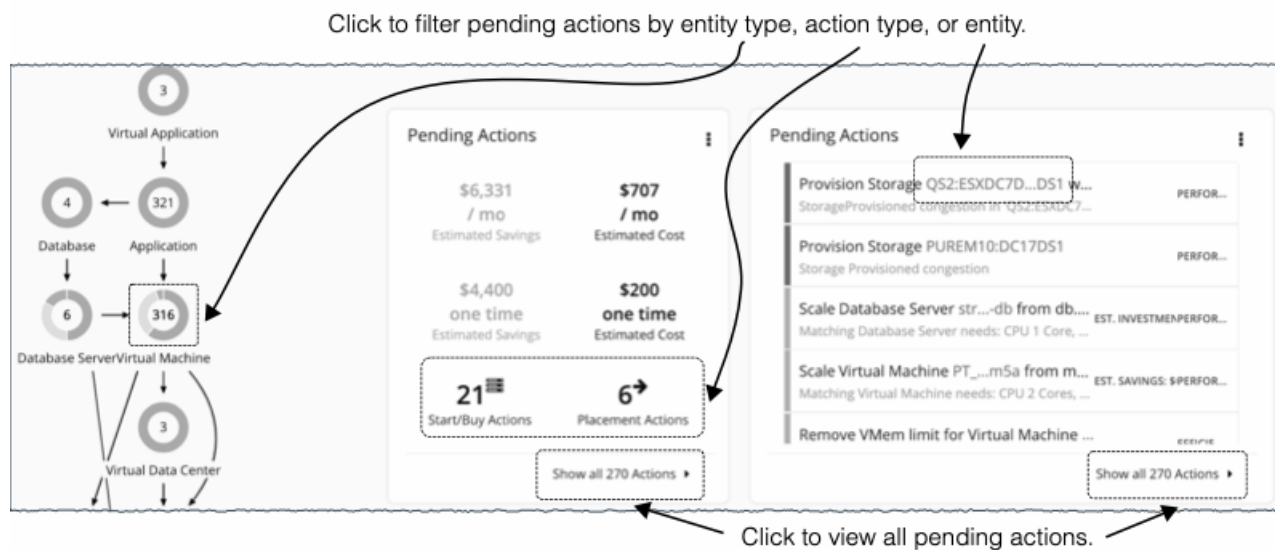 Click to filter pending actions by entity type, action type, or entity.
3
Virtual Application
4
321
Database
Application
6
316
Database Server
Virtual Machine
3
Virtual Data Center
Pending Actions
$6,331
/ mo
Estimated Savings
$707
/ mo
Estimated Cost
$4,400
one time
Estimated Savings
$200
one time
Estimated Cost
21
Start/Buy Actions
6
Placement Actions
Show all 270 Actions
Pending Actions
Provision Storage QS2:ESXDC7D...DS1 w...
StorageProvisioned congestion in 'QS2:ESXDC7...
PERFOR...
Provision Storage PUREM10:DC17DS1
Storage Provisioned congestion
PERFOR...
Scale Database Server str...-db from db....
Matching Database Server needs: CPU 1 Core, ...
EST. INVESTMEN
PERFOR...
Scale Virtual Machine PT_...m5a from m...
Matching Virtual Machine needs: CPU 2 Cores, ...
EST. SAVINGS: $
PERFOR...
Remove VMem limit for Virtual Machine ...
Show all 270 Actions
Click to view all pending actions.